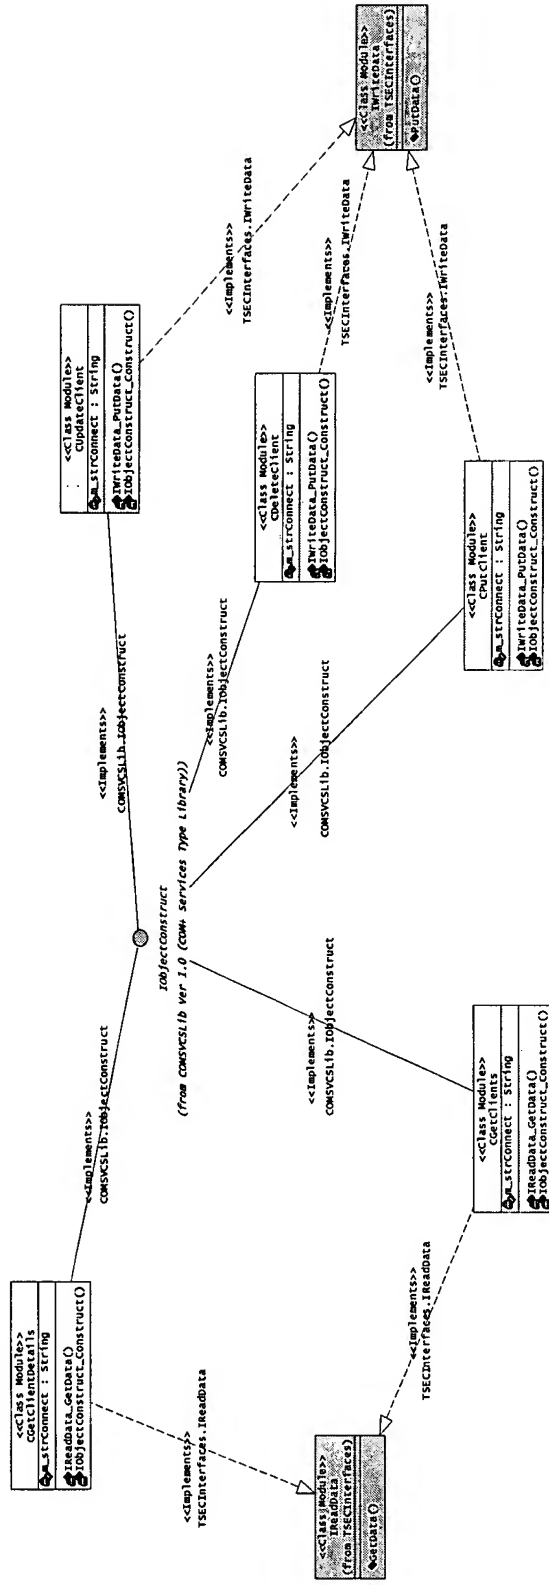 <<Class Module>>
CGetClientDetails
m_strConnect : String
IReadData_GetData()
IObjectConstruct_Construct()
<<Implements>>
COMSVCSLib.IObjectConstruct
<<Implements>>
COMSVCSLib.IObjectConstruct
<<Class Module>>
CUpdateClient
m_strConnect : String
IWriteData_PutData()
IObjectConstruct_Construct()
IObjectConstruct
(from COMSVCSLib Ver 1.0 (COM+ Services Type Library))
<<Implements>>
TSECInterfaces.IReadData
<<Implements>>
COMSVCSLib.IObjectConstruct
<<Implements>>
TSECInterfaces.IWriteData
<<Class Module>>
CDeleteClient
m_strConnect : String
IWriteData_PutData()
IObjectConstruct_Construct()
<<Implements>>
COMSVCSLib.IObjectConstruct
<<Implements>>
COMSVCSLib.IObjectConstruct
<<Implements>>
TSECInterfaces.IWriteData
<<Class Module>>
IReadData
(from TSECInterfaces)
GetData()
<<Class Module>>
IWriteData
(from TSECInterfaces)
PutData()
<<Implements>>
TSECInterfaces.IReadData
<<Implements>>
TSECInterfaces.IWriteData
<<Class Module>>
CGetClients
m_strConnect : String
IReadData_GetData()
IObjectConstruct_Construct()
<<Class Module>>
CPutClient
m_strConnect : String
IWriteData_PutData()
IObjectConstruct_Construct()